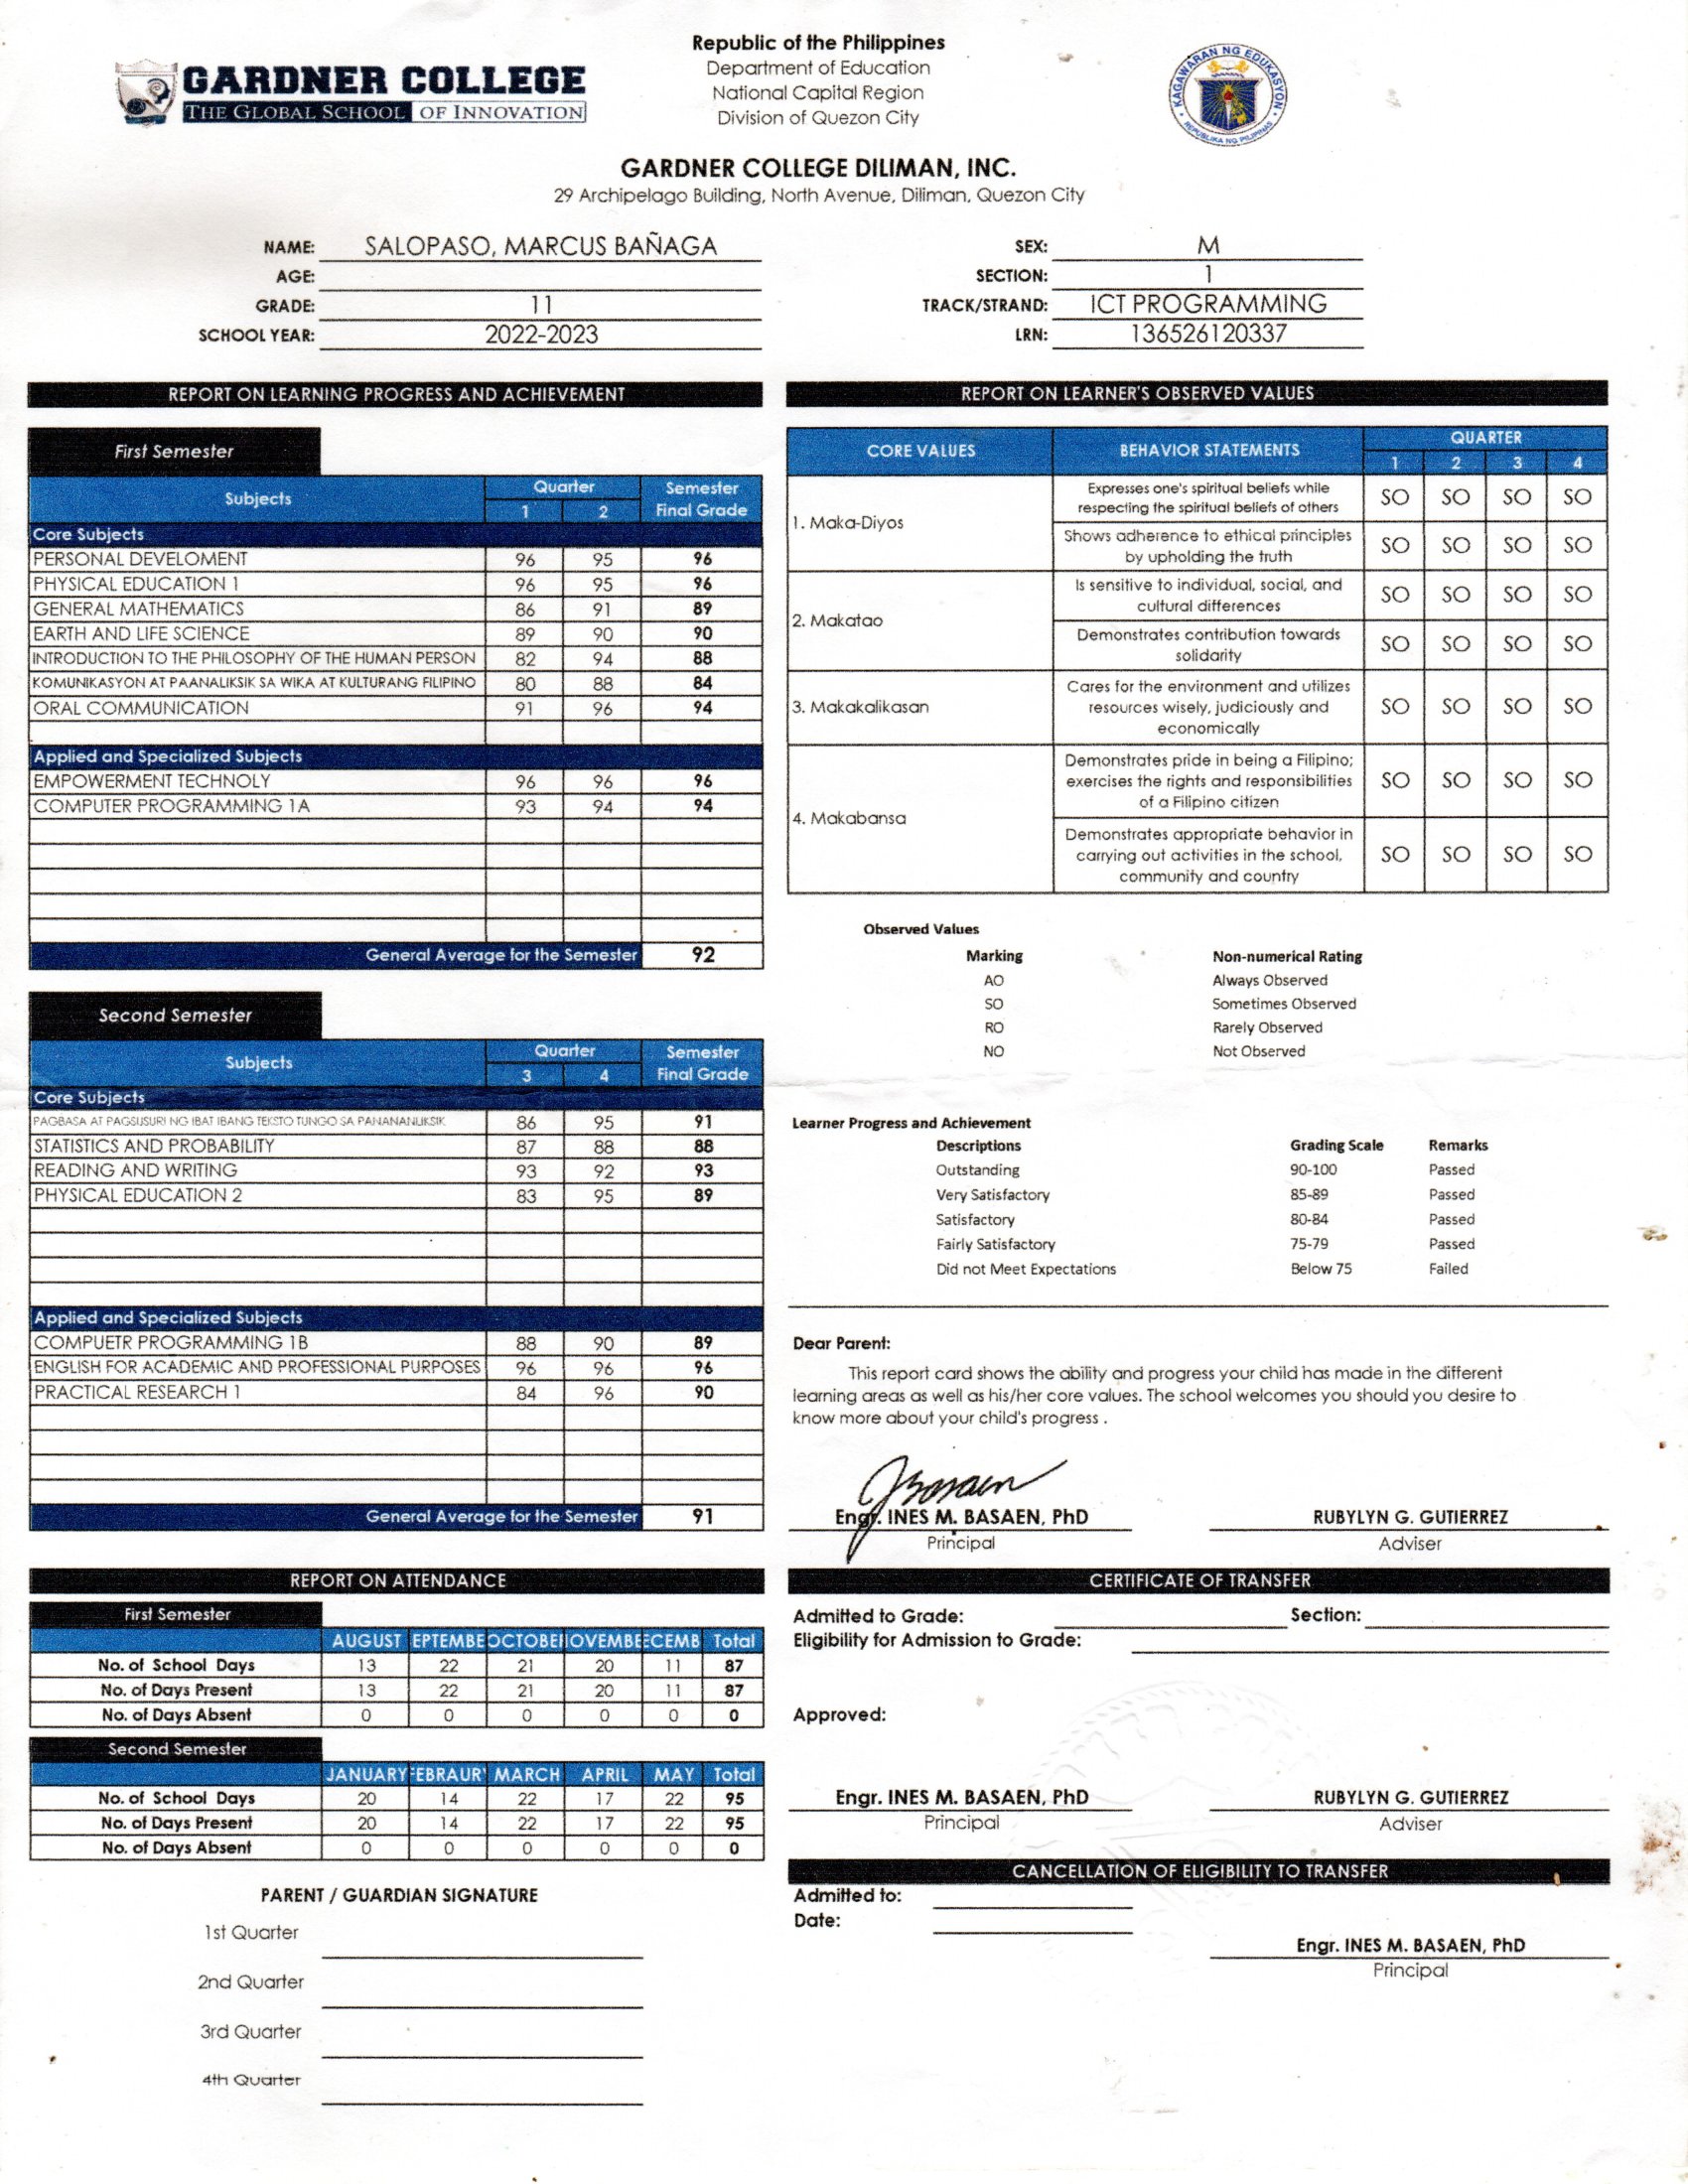 GARDNER COLLEGE
THE GLOBAL SCHOOL OF INNOVATION
Republic of the Philippines
Department of Education
National Capital Region
Division of Quezon City
KAGAWARAN NG EDUKASYON
REPUBLIKA NG PILIPINAS
GARDNER COLLEGE DILIMAN, INC.
29 Archipelago Building, North Avenue, Diliman, Quezon City
NAME: SALOPASO, MARCUS BAÑAGA
AGE:
GRADE: 11
SCHOOL YEAR: 2022-2023
SEX: M
SECTION: 1
TRACK/STRAND: ICT PROGRAMMING
LRN: 136526120337
REPORT ON LEARNING PROGRESS AND ACHIEVEMENT
First Semester
Subjects Quarter Semester
1 2 Final Grade
Core Subjects
PERSONAL DEVELOMENT 96 95 96
PHYSICAL EDUCATION 1 96 95 96
GENERAL MATHEMATICS 86 91 89
EARTH AND LIFE SCIENCE 89 90 90
INTRODUCTION TO THE PHILOSOPHY OF THE HUMAN PERSON 82 94 88
KOMUNIKASYON AT PAANALIKSIK SA WIKA AT KULTURANG FILIPINO 80 88 84
ORAL COMMUNICATION 91 96 94
Applied and Specialized Subjects
EMPOWERMENT TECHNOLY 96 96 96
COMPUTER PROGRAMMING 1A 93 94 94
General Average for the Semester 92
Second Semester
Subjects Quarter Semester
3 4 Final Grade
Core Subjects
PAGBASA AT PAGSUSURI NG IBAT IBANG TEKSTO TUNGO SA PANANANLIKSIK 86 95 91
STATISTICS AND PROBABILITY 87 88 88
READING AND WRITING 93 92 93
PHYSICAL EDUCATION 2 83 95 89
Applied and Specialized Subjects
COMPUETR PROGRAMMING 1B 88 90 89
ENGLISH FOR ACADEMIC AND PROFESSIONAL PURPOSES 96 96 96
PRACTICAL RESEARCH 1 84 96 90
General Average for the Semester 91
REPORT ON ATTENDANCE
First Semester
AUGUST EPTEMBE OCTOBE OVEMBE ECEMB Total
No. of School Days 13 22 21 20 11 87
No. of Days Present 13 22 21 20 11 87
No. of Days Absent 0 0 0 0 0 0
Second Semester
JANUARY FEBRAUR MARCH APRIL MAY Total
No. of School Days 20 14 22 17 22 95
No. of Days Present 20 14 22 17 22 95
No. of Days Absent 0 0 0 0 0 0
PARENT / GUARDIAN SIGNATURE
1st Quarter
2nd Quarter
3rd Quarter
4th Quarter
REPORT ON LEARNER'S OBSERVED VALUES
CORE VALUES BEHAVIOR STATEMENTS QUARTER
1 2 3 4
1. Maka-Diyos
Expresses one's spiritual beliefs while
respecting the spiritual beliefs of others
SO SO SO SO
Shows adherence to ethical principles
by upholding the truth
SO SO SO SO
2. Makatao
Is sensitive to individual, social, and
cultural differences
SO SO SO SO
Demonstrates contribution towards
solidarity
SO SO SO SO
3. Makakalikasan
Cares for the environment and utilizes
resources wisely, judiciously and
economically
SO SO SO SO
4. Makabansa
Demonstrates pride in being a Filipino;
exercises the rights and responsibilities
of a Filipino citizen
SO SO SO SO
Demonstrates appropriate behavior in
carrying out activities in the school,
community and country
SO SO SO SO
Observed Values
Marking Non-numerical Rating
AO Always Observed
SO Sometimes Observed
RO Rarely Observed
NO Not Observed
Learner Progress and Achievement
Descriptions Grading Scale Remarks
Outstanding 90-100 Passed
Very Satisfactory 85-89 Passed
Satisfactory 80-84 Passed
Fairly Satisfactory 75-79 Passed
Did not Meet Expectations Below 75 Failed
Dear Parent:
This report card shows the ability and progress your child has made in the different
learning areas as well as his/her core values. The school welcomes you should you desire to
know more about your child's progress .
Engr. INES M. BASAEN, PhD RUBYLYN G. GUTIERREZ
Principal Adviser
CERTIFICATE OF TRANSFER
Admitted to Grade: Section:
Eligibility for Admission to Grade:
Approved:
Engr. INES M. BASAEN, PhD RUBYLYN G. GUTIERREZ
Principal Adviser
CANCELLATION OF ELIGIBILITY TO TRANSFER
Admitted to:
Date:
Engr. INES M. BASAEN, PhD
Principal